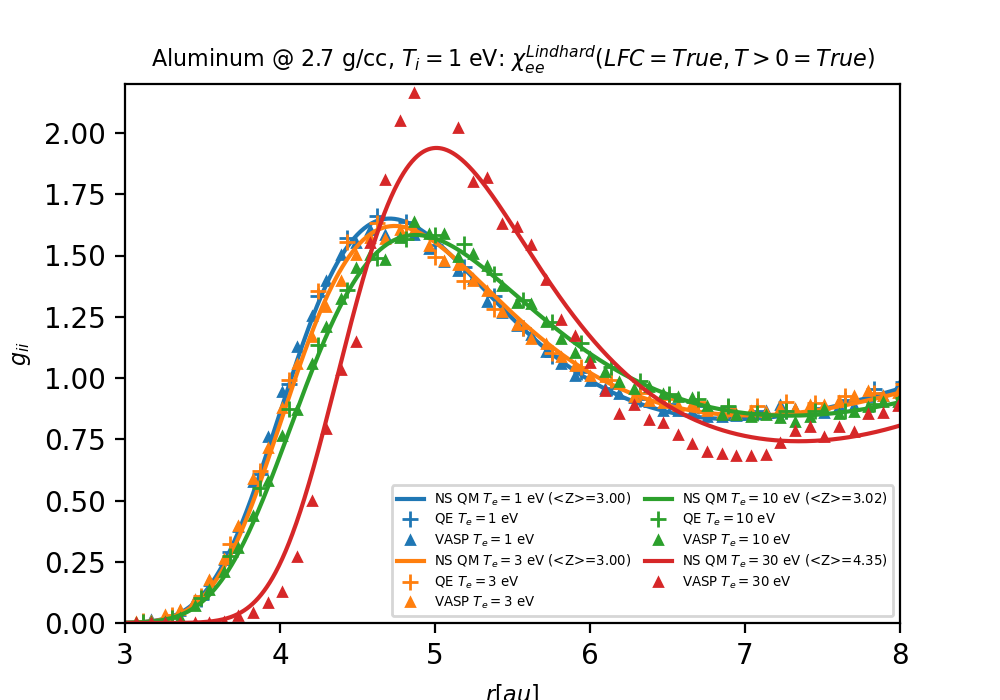 Aluminum @ 2.7 g/cc, T_i = 1 eV: χ_ee^Lindhard(LFC = True, T > 0 = True)
2.00
1.75
1.50
1.25
1.00
0.75
0.50
0.25
0.00
g_ii
NS QM T_e = 1 eV (<Z>=3.00)
QE T_e = 1 eV
VASP T_e = 1 eV
NS QM T_e = 3 eV (<Z>=3.00)
QE T_e = 3 eV
VASP T_e = 3 eV
NS QM T_e = 10 eV (<Z>=3.02)
QE T_e = 10 eV
VASP T_e = 10 eV
NS QM T_e = 30 eV (<Z>=4.35)
VASP T_e = 30 eV
3 4 5 6 7 8
r[au]